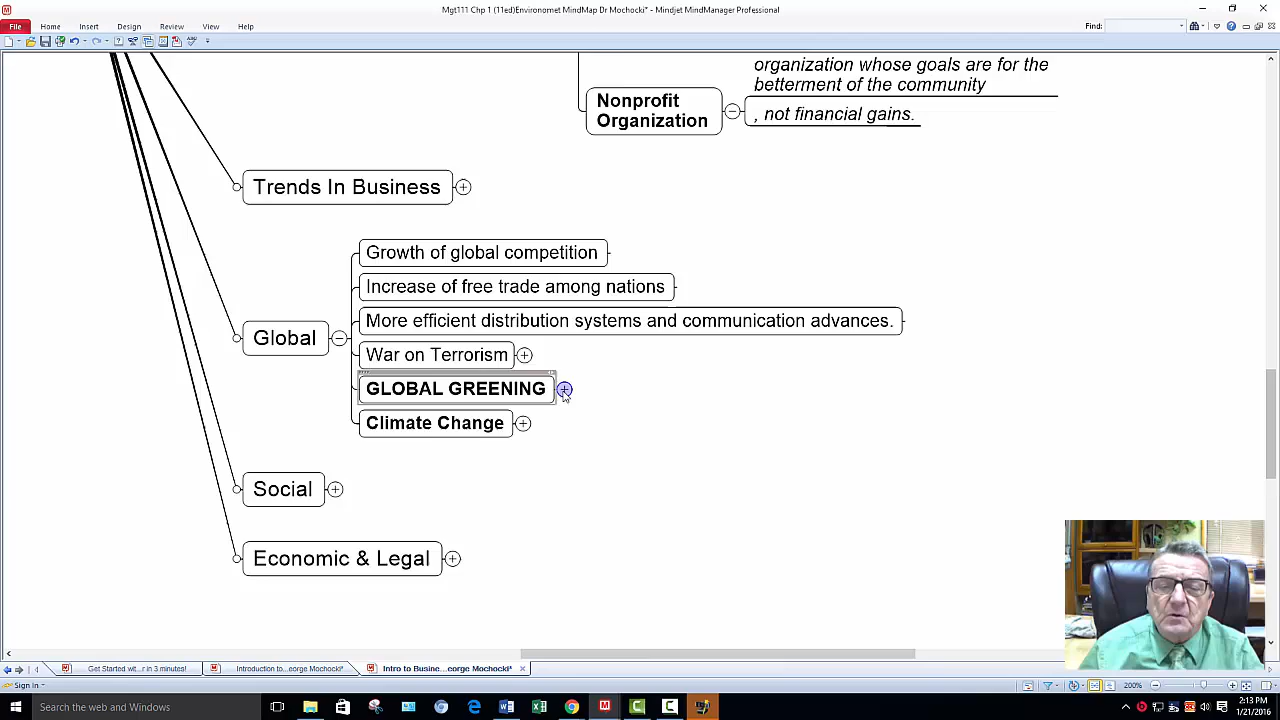 Mgt111 Chp 1 (11ed)Environomet MindMap Dr Mochocki* - Mindjet MindManager Professional
File Home Insert Design Review View Help
Find:
organization whose goals are for the
betterment of the community
Nonprofit
Organization
, not financial gains.
Trends In Business
Growth of global competition
Increase of free trade among nations
More efficient distribution systems and communication advances.
Global
War on Terrorism
GLOBAL GREENING
Climate Change
Social
Economic & Legal
Get Started wit...r in 3 minutes! Introduction to...eorge Mochocki* Intro to Busine...eorge Mochocki*
Sign In
200%
Search the web and Windows
2:13 PM
1/21/2016